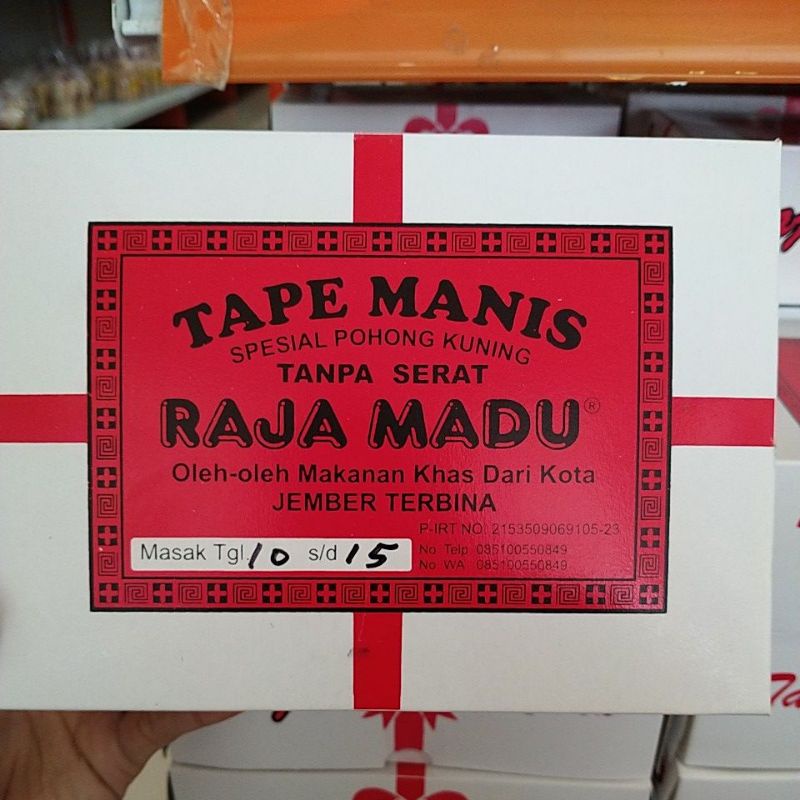 TAPE MANIS
SPESIAL POHONG KUNING
TANPA SERAT
RAJA MADU®
Oleh-oleh Makanan Khas Dari Kota
JEMBER TERBINA
P-IRT NO: 2153509069105-23
Masak Tgl. 10 s/d 15
No Telp 085100550849
No WA 085100550849